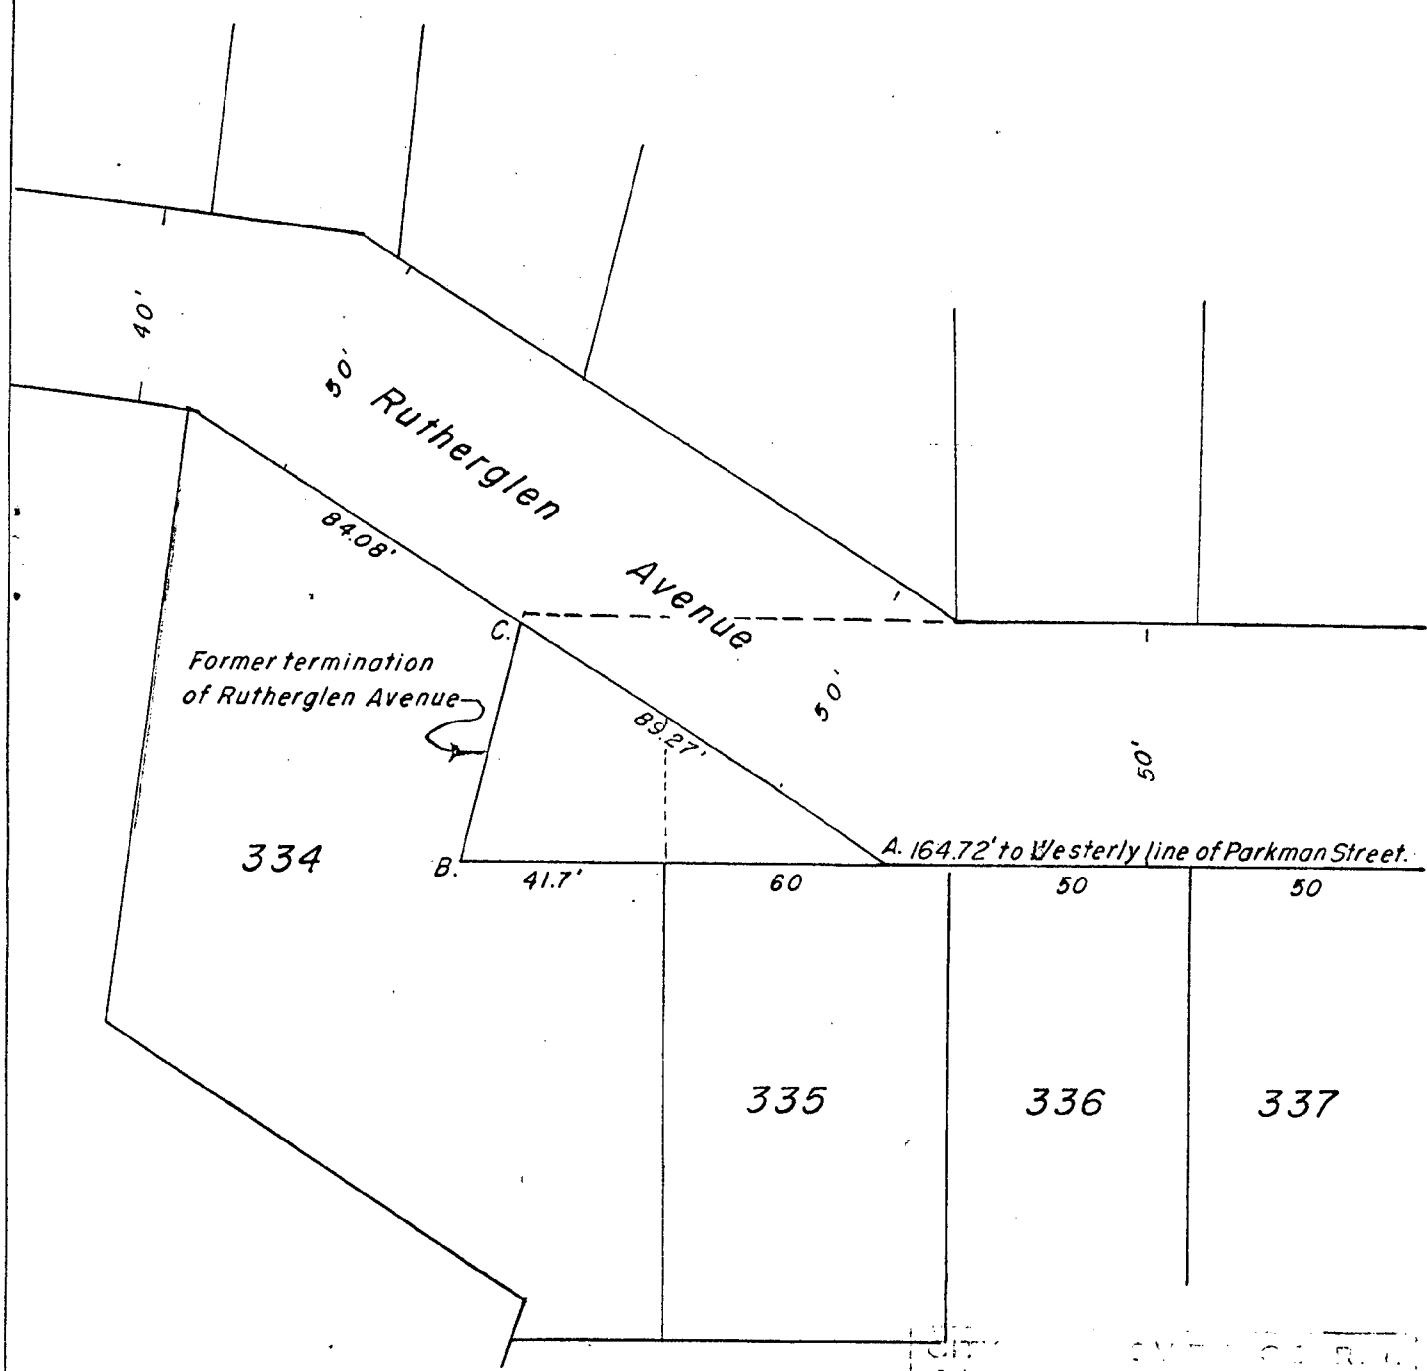 40'
50'
Rutherglen
Avenue
84.08'
C.
Former termination
of Rutherglen Avenue
89.27'
50'
50'
334
B.
A. 164.72' to Westerly line of Parkman Street.
41.7'
60
50
50
335
336
337